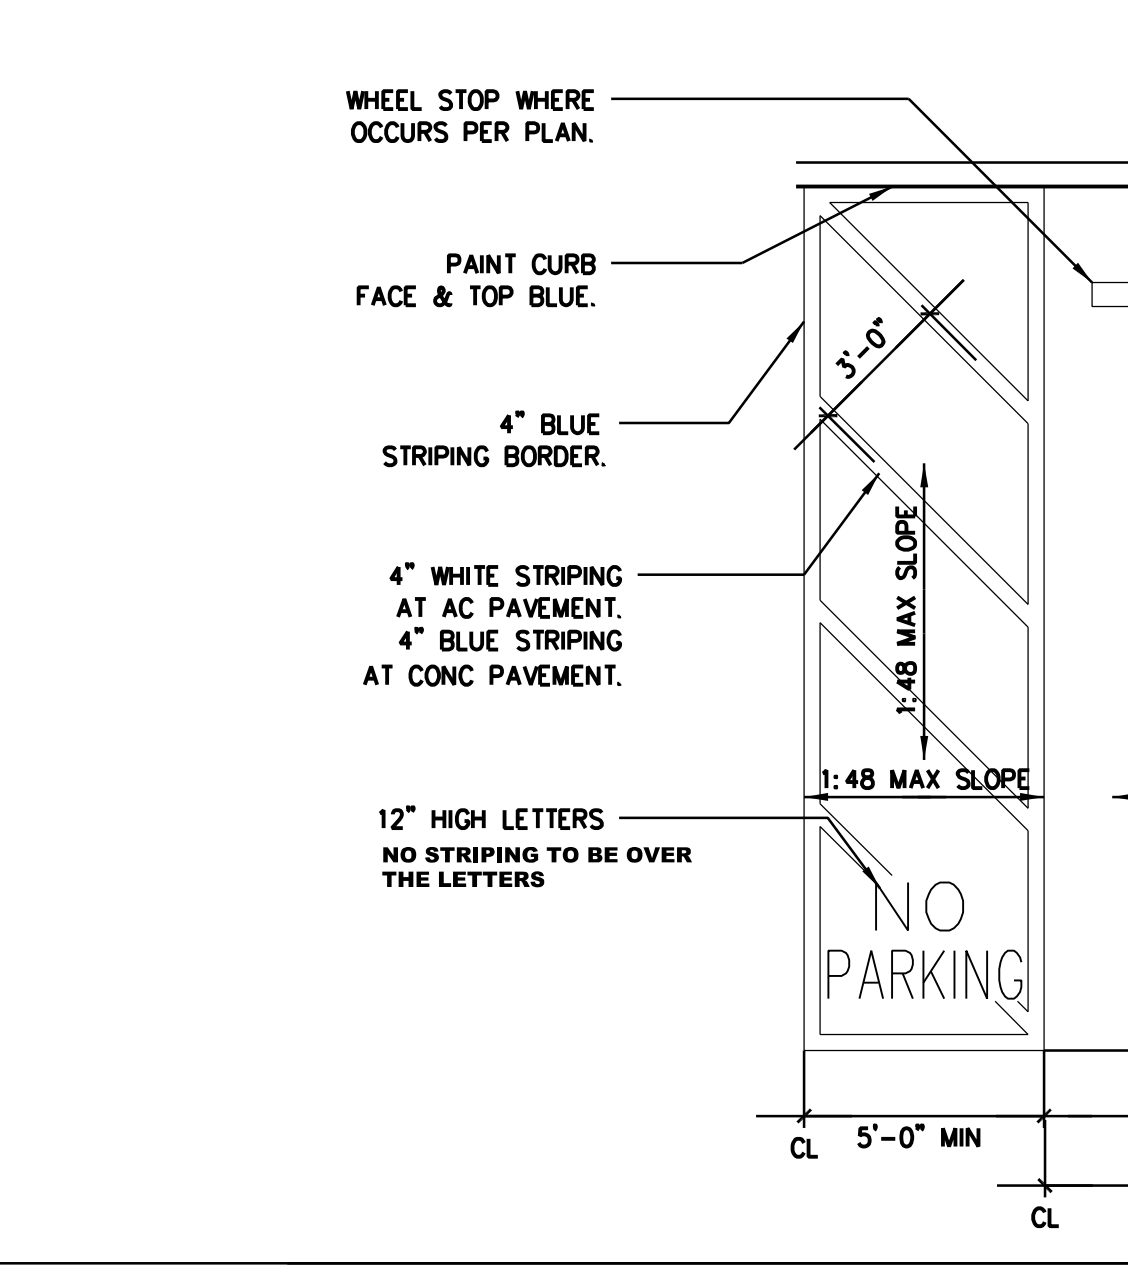 WHEEL STOP WHERE
OCCURS PER PLAN.
PAINT CURB
FACE & TOP BLUE.
3'-0"
4" BLUE
STRIPING BORDER.
4" WHITE STRIPING
AT AC PAVEMENT.
4" BLUE STRIPING
AT CONC PAVEMENT.
1:48 MAX SLOPE
1:48 MAX SLOPE
12" HIGH LETTERS
NO STRIPING TO BE OVER
THE LETTERS
NO
PARKING
CL
5'-0" MIN
CL